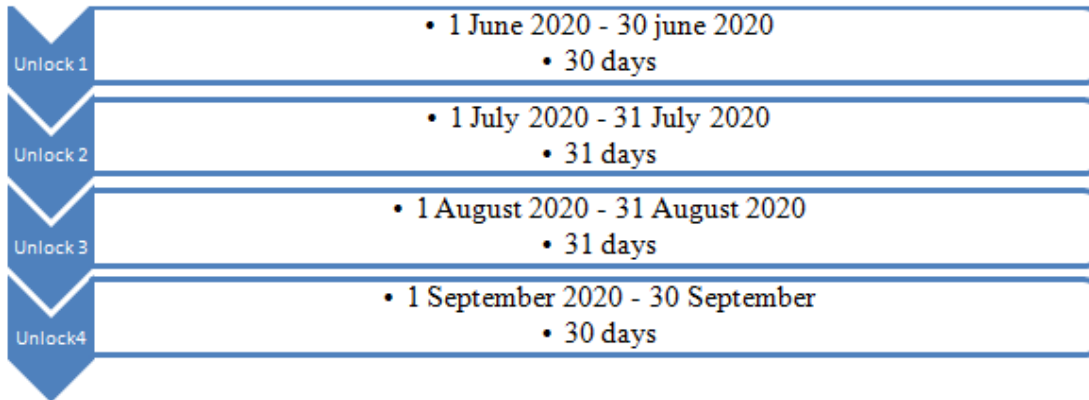 Unlock 1
• 1 June 2020 - 30 june 2020
• 30 days
Unlock 2
• 1 July 2020 - 31 July 2020
• 31 days
Unlock 3
• 1 August 2020 - 31 August 2020
• 31 days
Unlock4
• 1 September 2020 - 30 September
• 30 days